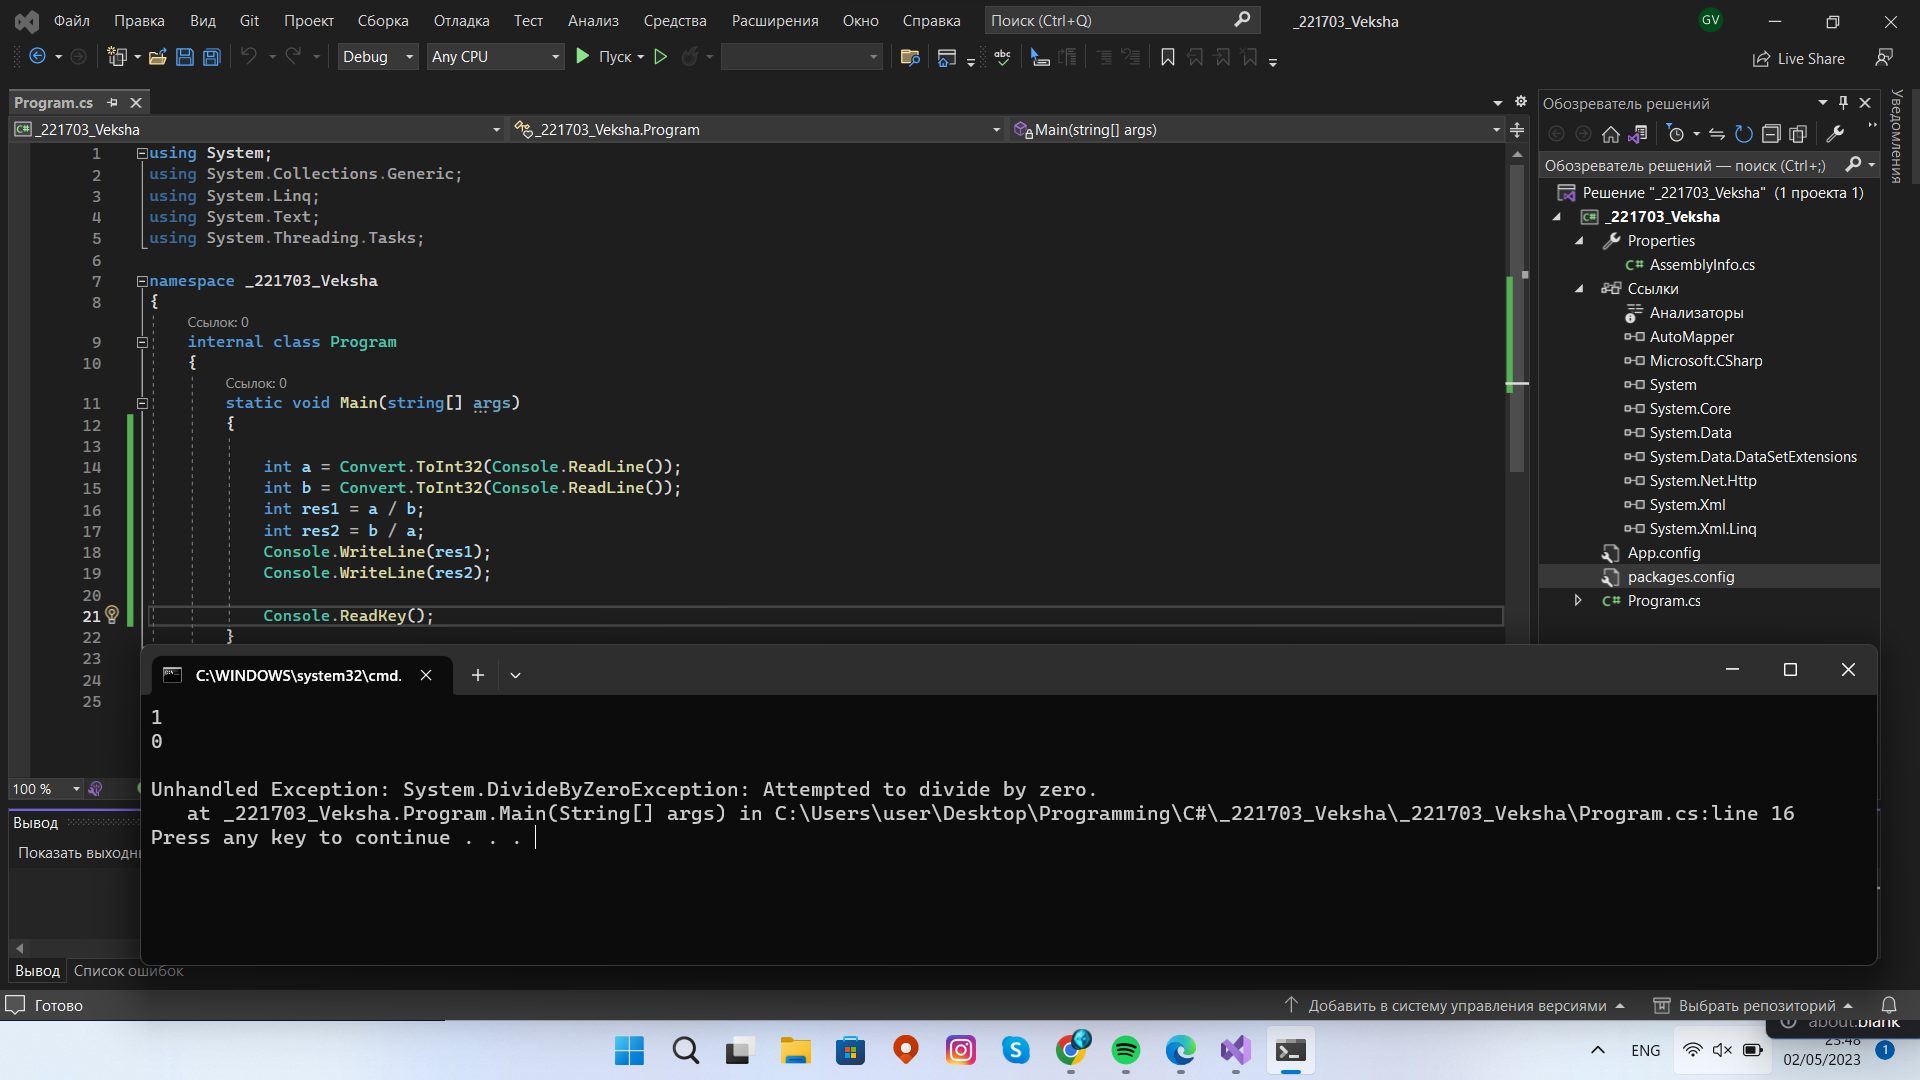 Файл Правка Вид Git Проект Сборка Отладка Тест Анализ Средства Расширения Окно Справка Поиск (Ctrl+Q) _221703_Veksha GV
Debug Any CPU Пуск Live Share
Program.cs
_221703_Veksha _221703_Veksha.Program Main(string[] args)
1 using System;
2 using System.Collections.Generic;
3 using System.Linq;
4 using System.Text;
5 using System.Threading.Tasks;
6
7 namespace _221703_Veksha
8 {
Ссылок: 0
9 internal class Program
10 {
Ссылок: 0
11 static void Main(string[] args)
12 {
13
14 int a = Convert.ToInt32(Console.ReadLine());
15 int b = Convert.ToInt32(Console.ReadLine());
16 int res1 = a / b;
17 int res2 = b / a;
18 Console.WriteLine(res1);
19 Console.WriteLine(res2);
20
21 Console.ReadKey();
22 }
23
24
25
100 %
Вывод
Показать выходн
Вывод Список ошибок
Обозреватель решений
Обозреватель решений — поиск (Ctrl+;)
Решение "_221703_Veksha" (1 проекта 1)
_221703_Veksha
Properties
AssemblyInfo.cs
Ссылки
Анализаторы
AutoMapper
Microsoft.CSharp
System
System.Core
System.Data
System.Data.DataSetExtensions
System.Net.Http
System.Xml
System.Xml.Linq
App.config
packages.config
Program.cs
Уведомления
C:\WINDOWS\system32\cmd.
1
0
Unhandled Exception: System.DivideByZeroException: Attempted to divide by zero.
at _221703_Veksha.Program.Main(String[] args) in C:\Users\user\Desktop\Programming\C#\_221703_Veksha\_221703_Veksha\Program.cs:line 16
Press any key to continue . . .
Готово Добавить в систему управления версиями Выбрать репозиторий
about:blank
ENG 23:48
02/05/2023 1